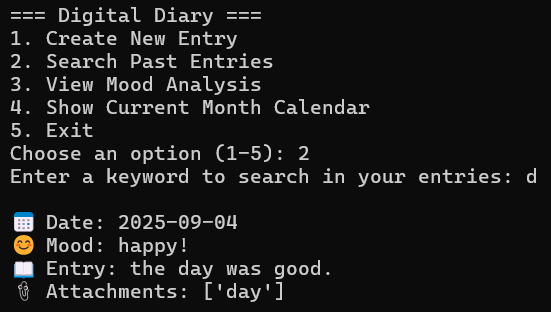 === Digital Diary ===
1. Create New Entry
2. Search Past Entries
3. View Mood Analysis
4. Show Current Month Calendar
5. Exit
Choose an option (1-5): 2
Enter a keyword to search in your entries: d
📅 Date: 2025-09-04
😊 Mood: happy!
📖 Entry: the day was good.
📎 Attachments: ['day']